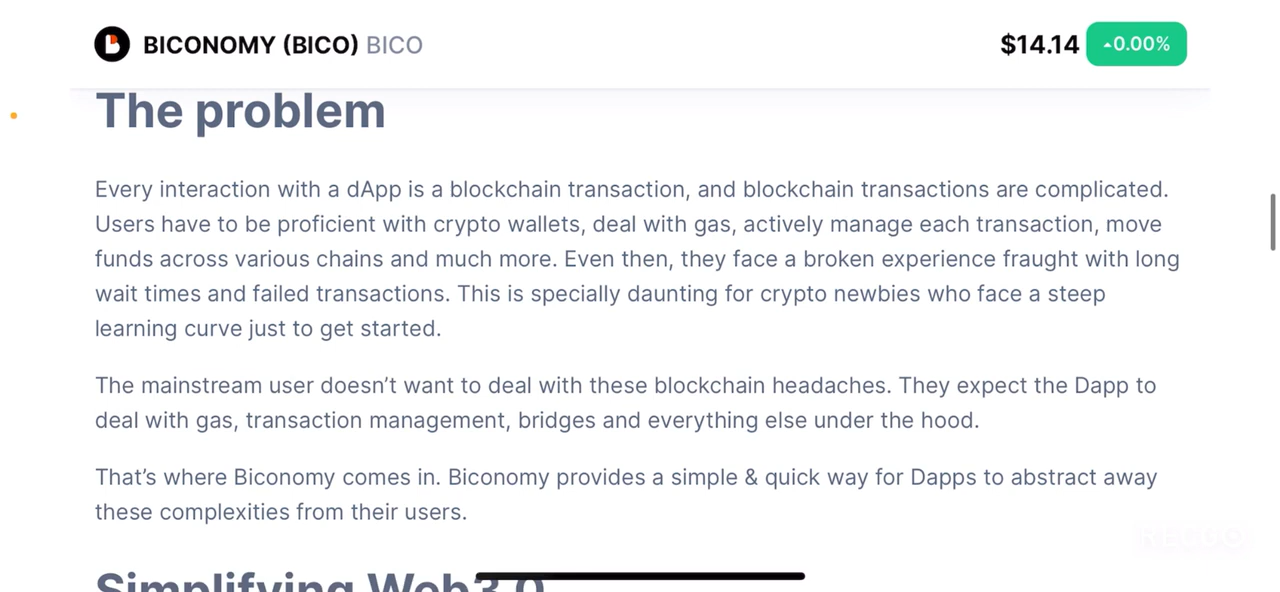 BICONOMY (BICO) BICO
$14.14
0.00%
The problem
Every interaction with a dApp is a blockchain transaction, and blockchain transactions are complicated.
Users have to be proficient with crypto wallets, deal with gas, actively manage each transaction, move
funds across various chains and much more. Even then, they face a broken experience fraught with long
wait times and failed transactions. This is specially daunting for crypto newbies who face a steep
learning curve just to get started.
The mainstream user doesn’t want to deal with these blockchain headaches. They expect the Dapp to
deal with gas, transaction management, bridges and everything else under the hood.
That’s where Biconomy comes in. Biconomy provides a simple & quick way for Dapps to abstract away
these complexities from their users.
Simplifying Web3.0